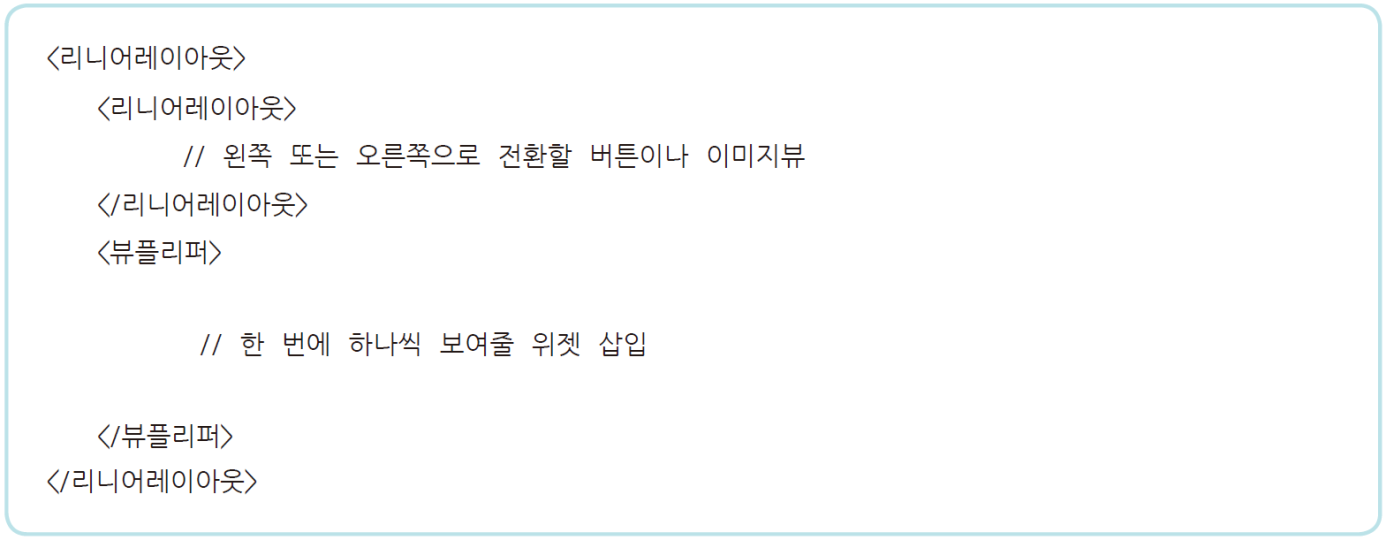 <리니어레이아웃>
<리니어레이아웃>
// 왼쪽 또는 오른쪽으로 전환할 버튼이나 이미지뷰
</리니어레이아웃>
<뷰플리퍼>
// 한 번에 하나씩 보여줄 위젯 삽입
</뷰플리퍼>
</리니어레이아웃>